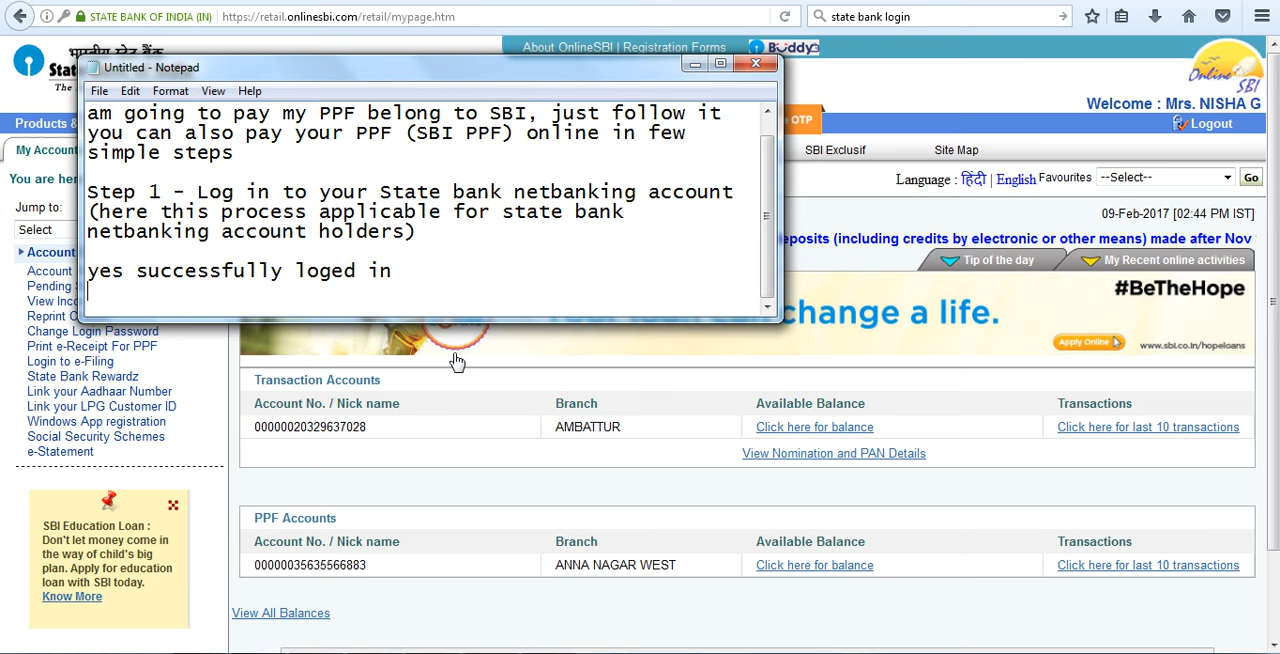 STATE BANK OF INDIA (IN)
https://retail.onlinesbi.com/retail/mypage.htm
state bank login
About OnlineSBI | Registration Forms
Buddy
भारतीय स्टेट बैंक
State
The
Untitled - Notepad
File Edit Format View Help
am going to pay my PPF belong to SBI, just follow it
you can also pay your PPF (SBI PPF) online in few
simple steps
Step 1 - Log in to your State bank netbanking account
(here this process applicable for state bank
netbanking account holders)
yes successfully loged in
Online
SBI
Welcome : Mrs. NISHA G
Products &
OTP
Logout
My Accoun
SBI Exclusif
Site Map
You are her
Language : हिंदी | English
Favourites
--Select--
Go
Jump to:
09-Feb-2017 [02:44 PM IST]
Select
eposits (including credits by electronic or other means) made after Nov
Account
Tip of the day
My Recent online activities
Account
Pending
View Inco
Reprint C
Change Login Password
Print e-Receipt For PPF
Login to e-Filing
State Bank Rewardz
Link your Aadhaar Number
Link your LPG Customer ID
Windows App registration
Social Security Schemes
e-Statement
#BeTheHope
Your loan can change a life.
Apply Online
www.sbi.co.in/hopeloans
Transaction Accounts
Account No. / Nick name Branch Available Balance Transactions
00000020329637028 AMBATTUR Click here for balance Click here for last 10 transactions
View Nomination and PAN Details
PPF Accounts
Account No. / Nick name Branch Available Balance Transactions
00000035635566883 ANNA NAGAR WEST Click here for balance Click here for last 10 transactions
View All Balances
SBI Education Loan :
Don't let money come in
the way of child's big
plan. Apply for education
loan with SBI today.
Know More